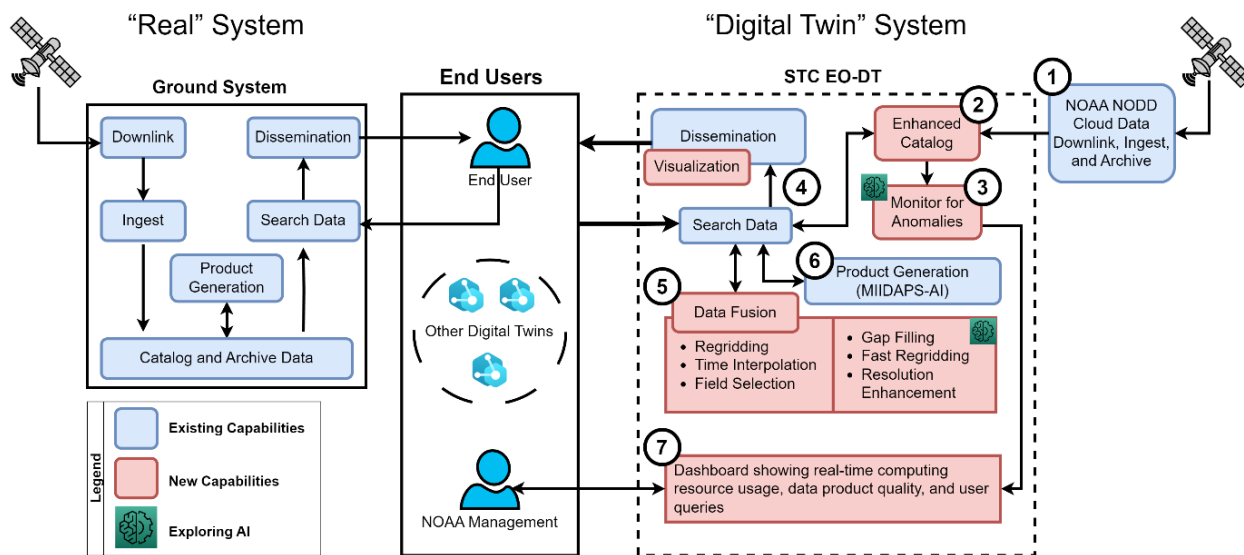 “Real” System
“Digital Twin” System
Ground System
Downlink
Dissemination
Ingest
Search Data
Product
Generation
Catalog and Archive Data
Legend
Existing Capabilities
New Capabilities
Exploring AI
End Users
End User
Other Digital Twins
NOAA Management
STC EO-DT
1
NOAA NODD
Cloud Data
Downlink, Ingest,
and Archive
2
Enhanced
Catalog
3
Monitor for
Anomalies
Dissemination
Visualization
4
Search Data
6
Product Generation
(MIIDAPS-AI)
5
Data Fusion
• Regridding
• Time Interpolation
• Field Selection
• Gap Filling
• Fast Regridding
• Resolution
Enhancement
7
Dashboard showing real-time computing
resource usage, data product quality, and user
queries